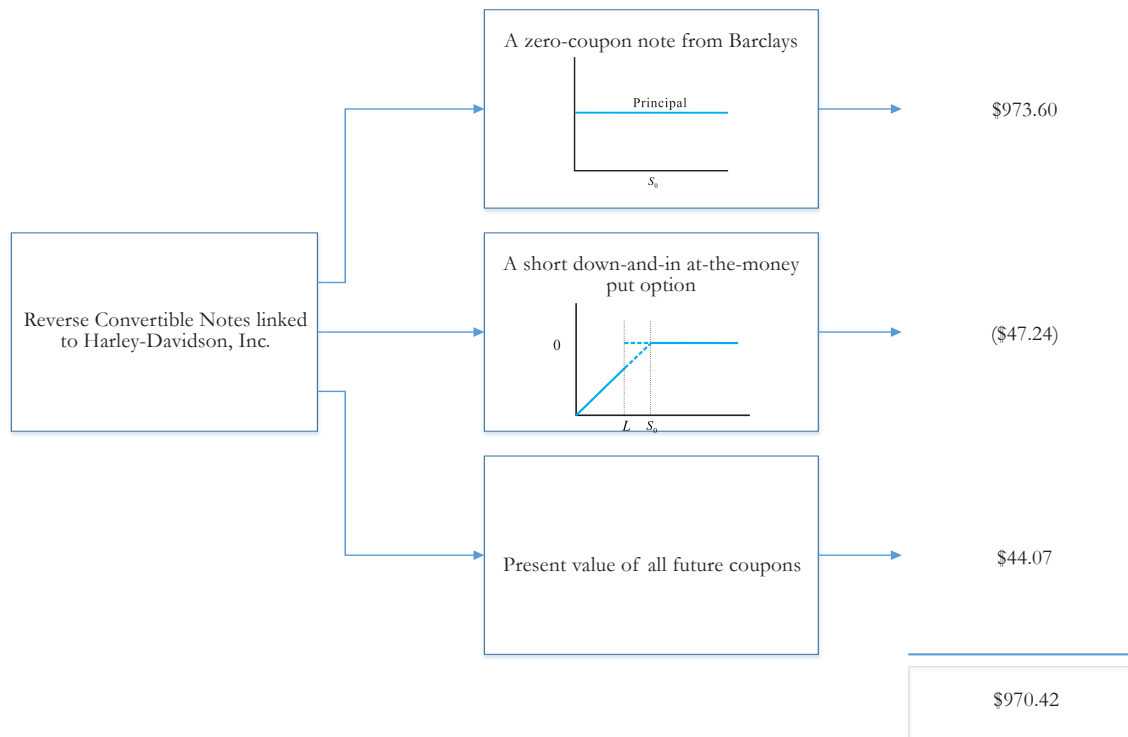 A zero-coupon note from Barclays
Principal
S₀
$973.60
Reverse Convertible Notes linked
to Harley-Davidson, Inc.
A short down-and-in at-the-money
put option
0
L S₀
($47.24)
Present value of all future coupons
$44.07
$970.42